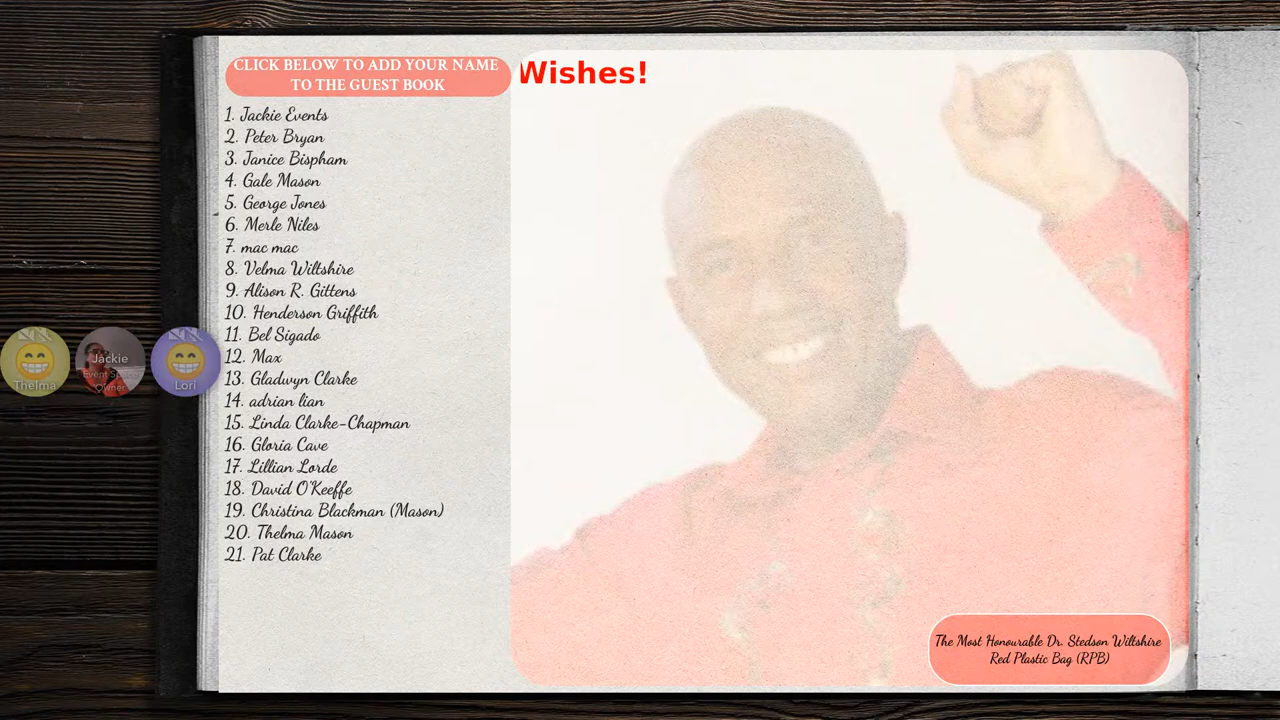 CLICK BELOW TO ADD YOUR NAME
TO THE GUEST BOOK
1. Jackie Events
2. Peter Bryan
3. Janice Bispham
4. Gale Mason
5. George Jones
6. Merle Niles
7. mac mac
8. Velma Wiltshire
9. Alison R. Gittens
10. Henderson Griffith
11. Bel Sigado
12. Max
13. Gladwyn Clarke
14. adrian lian
15. Linda Clarke-Chapman
16. Gloria Cave
17. Lillian Lorde
18. David O'Keeffe
19. Christina Blackman (Mason)
20. Thelma Mason
21. Pat Clarke
Wishes!
Thelma
Jackie
Event Space
Owner
Lori
The Most Honourable Dr. Stedson Wiltshire
Red Plastic Bag (RPB)